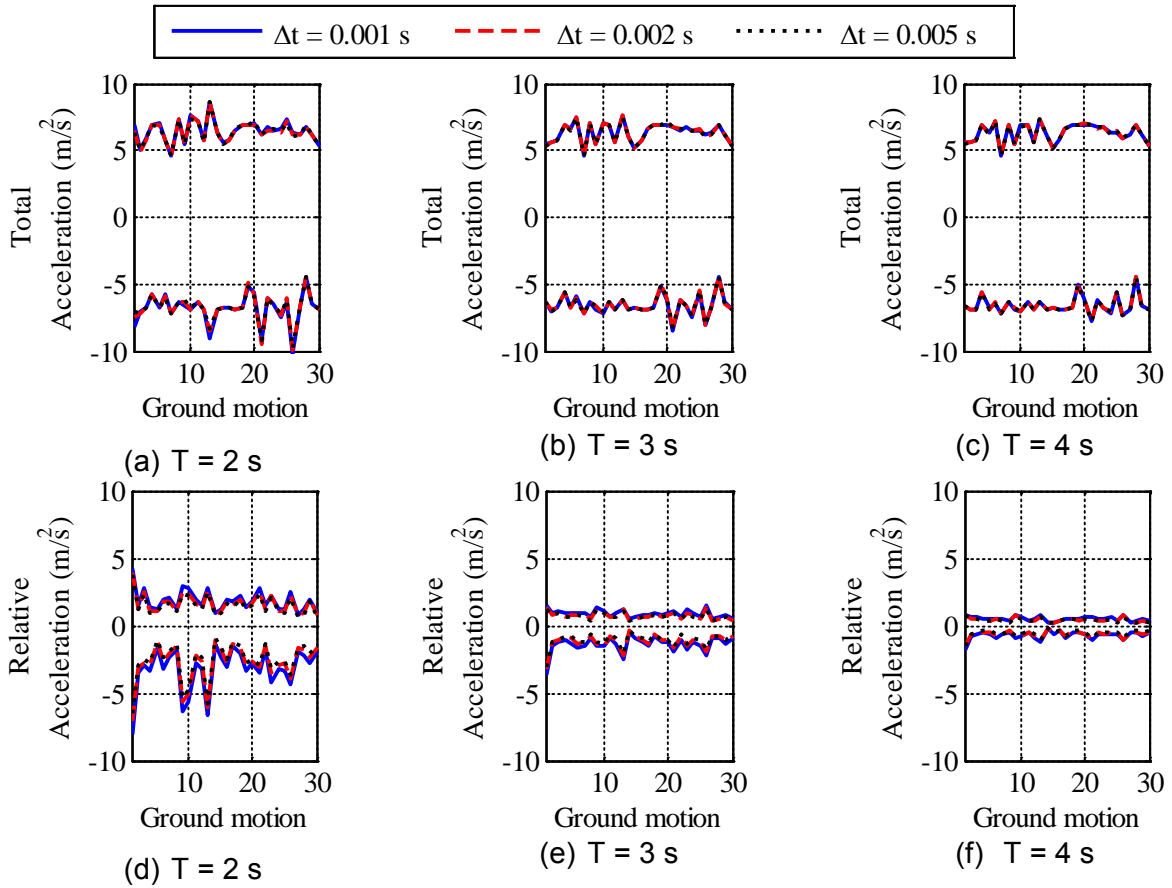 Δt = 0.001 s Δt = 0.002 s Δt = 0.005 s
Total
Acceleration (m/s²)
10
5
0
-5
-10
10 20 30
Ground motion
(a) T = 2 s
Total
Acceleration (m/s²)
10
5
0
-5
-10
10 20 30
Ground motion
(b) T = 3 s
Total
Acceleration (m/s²)
10
5
0
-5
-10
10 20 30
Ground motion
(c) T = 4 s
Relative
Acceleration (m/s²)
10
5
0
-5
-10
10 20 30
Ground motion
(d) T = 2 s
Relative
Acceleration (m/s²)
10
5
0
-5
-10
10 20 30
Ground motion
(e) T = 3 s
Relative
Acceleration (m/s²)
10
5
0
-5
-10
10 20 30
Ground motion
(f) T = 4 s